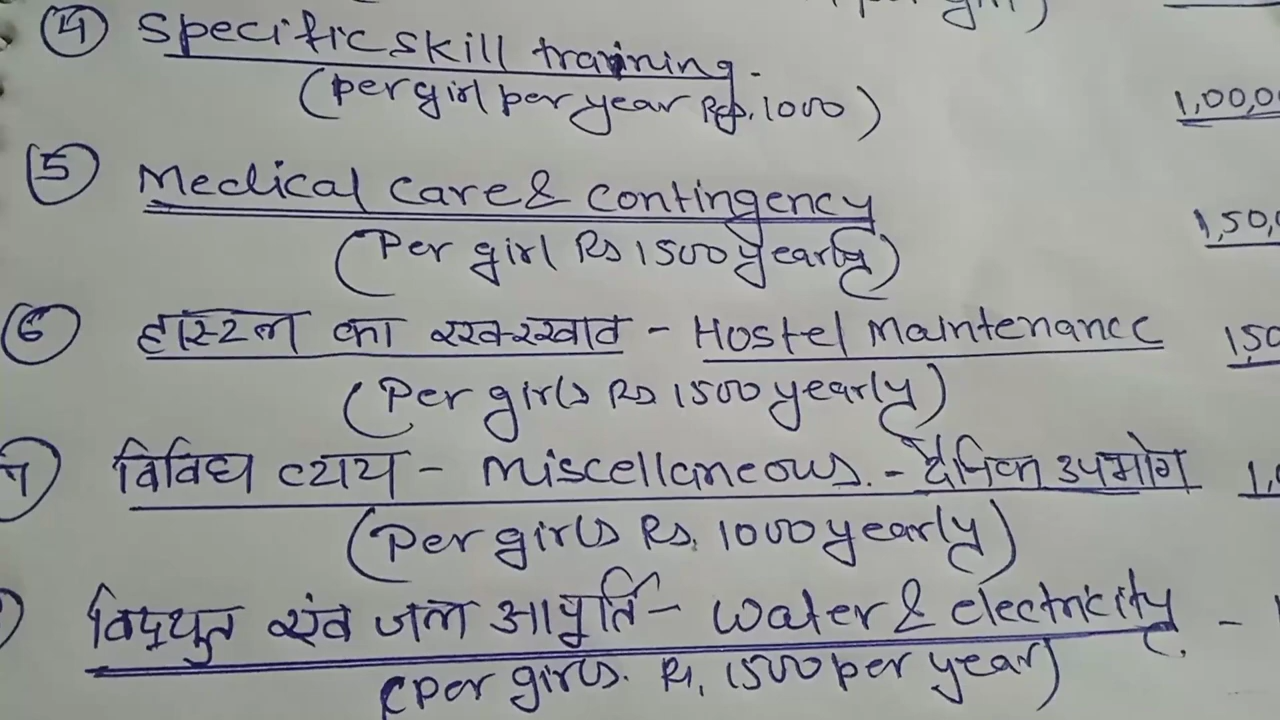 ④ Specific skill training.
(per girl per year Rs. 1000) 1,00,0
⑤ Medical care & contingency
(Per girl Rs 1500 yearly) 1,50,
⑥ हास्टल का रखरखाव - Hostel Maintenance 150
(Per girls Rs 1500 yearly)
विविध व्यय - Miscellaneous. - दैनिक उपभोग 1,
(Per girls Rs. 1000 yearly)
विद्युत एंव जल आपूर्ति - Water & electricity -
(per girls. Rs. 1500 per year)